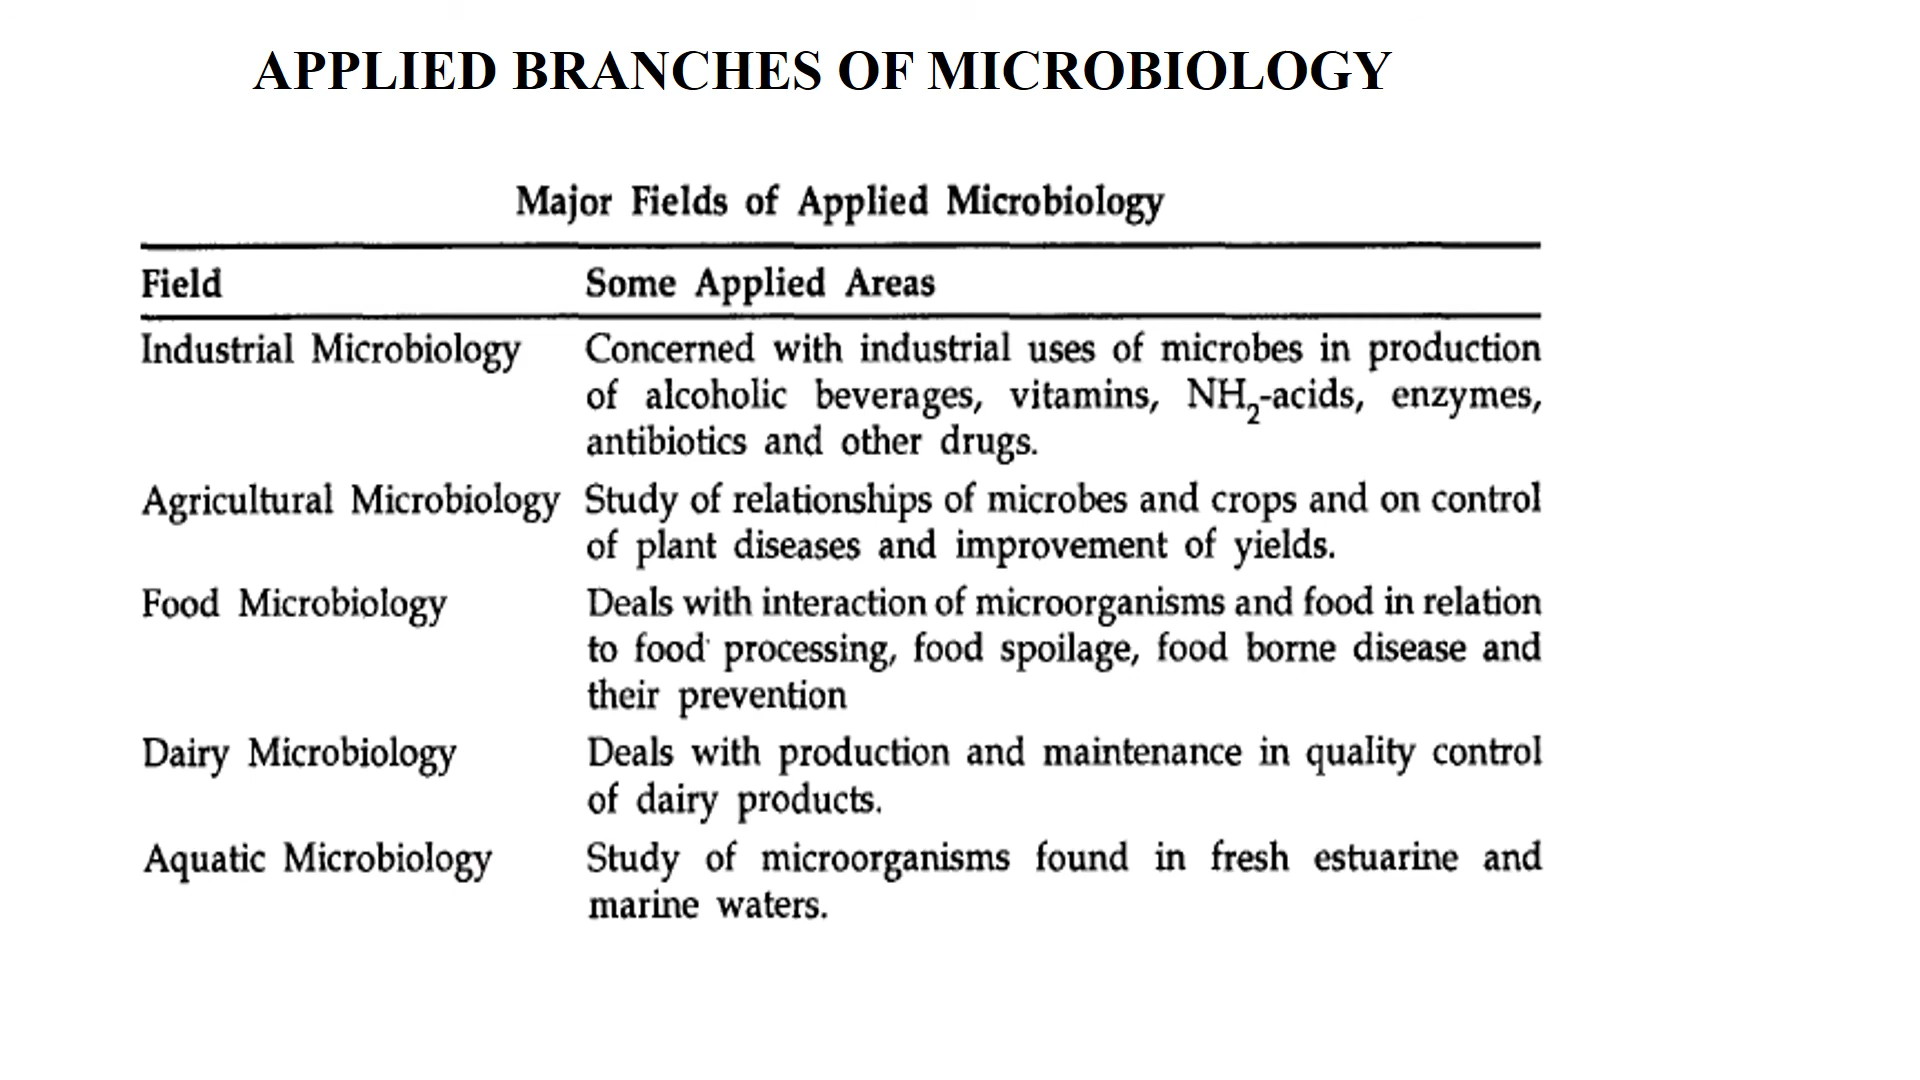 APPLIED BRANCHES OF MICROBIOLOGY
Major Fields of Applied Microbiology
Field Some Applied Areas
Industrial Microbiology Concerned with industrial uses of microbes in production
of alcoholic beverages, vitamins, NH₂-acids, enzymes,
antibiotics and other drugs.
Agricultural Microbiology Study of relationships of microbes and crops and on control
of plant diseases and improvement of yields.
Food Microbiology Deals with interaction of microorganisms and food in relation
to food processing, food spoilage, food borne disease and
their prevention
Dairy Microbiology Deals with production and maintenance in quality control
of dairy products.
Aquatic Microbiology Study of microorganisms found in fresh estuarine and
marine waters.